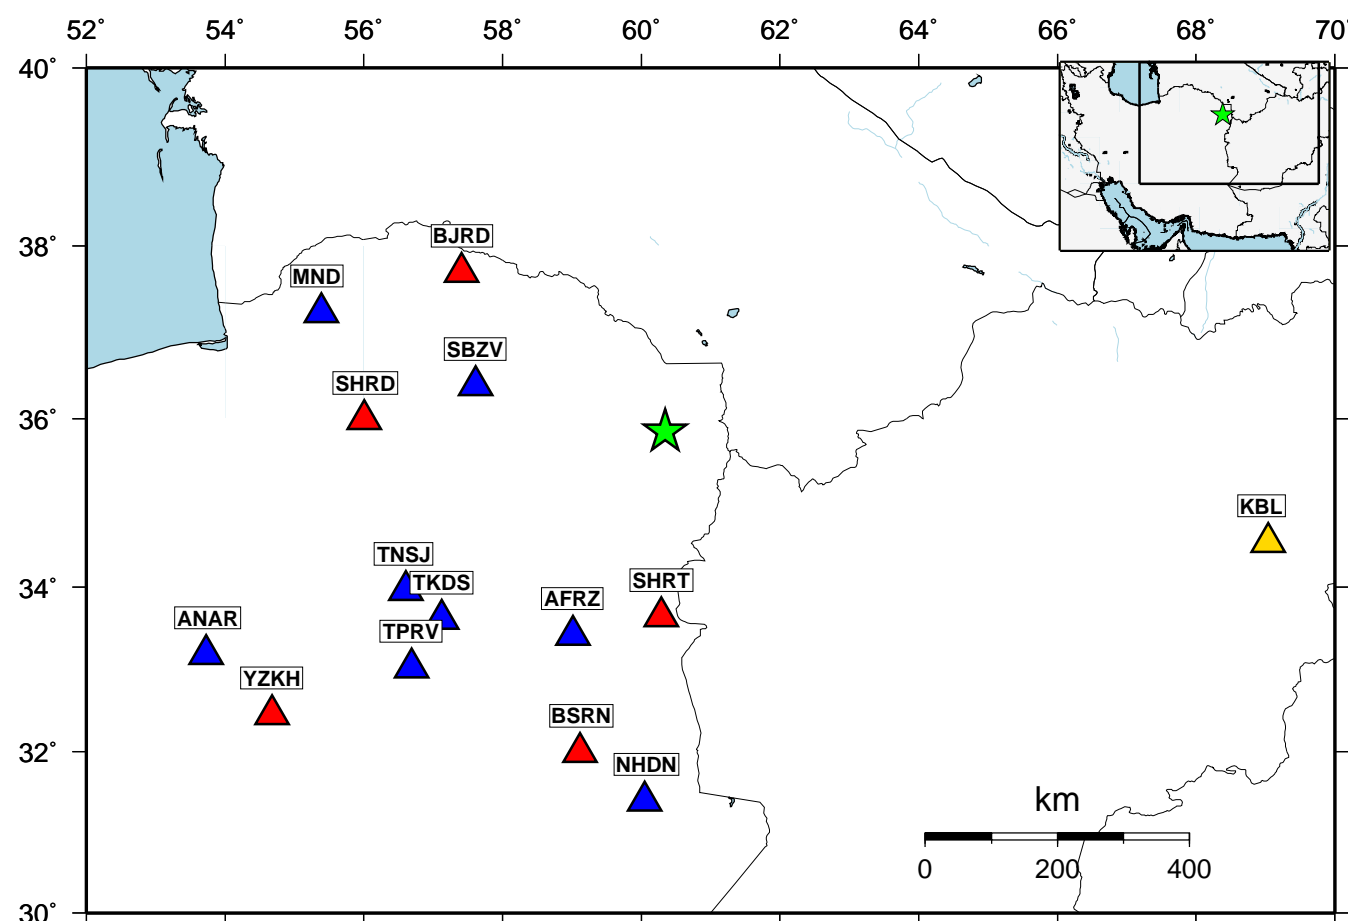 52° 54° 56° 58° 60° 62° 64° 66° 68° 70°
40°
38°
36°
34°
32°
30°
BJRD
MND
SBZV
SHRD
KBL
TNSJ
TKDS
SHRT
AFRZ
ANAR
TPRV
YZKH
BSRN
NHDN
km
0 200 400